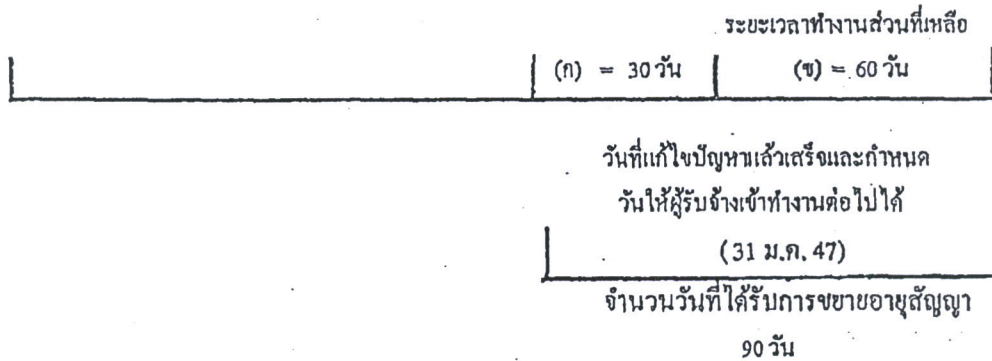 ระยะเวลาทำงานส่วนที่เหลือ
(ก) = 30 วัน (ข) = 60 วัน
วันที่แก้ไขปัญหาแล้วเสร็จและกำหนด
วันให้ผู้รับจ้างเข้าทำงานต่อไปได้
(31 ม.ค. 47)
จำนวนวันที่ได้รับการขยายอายุสัญญา
90 วัน